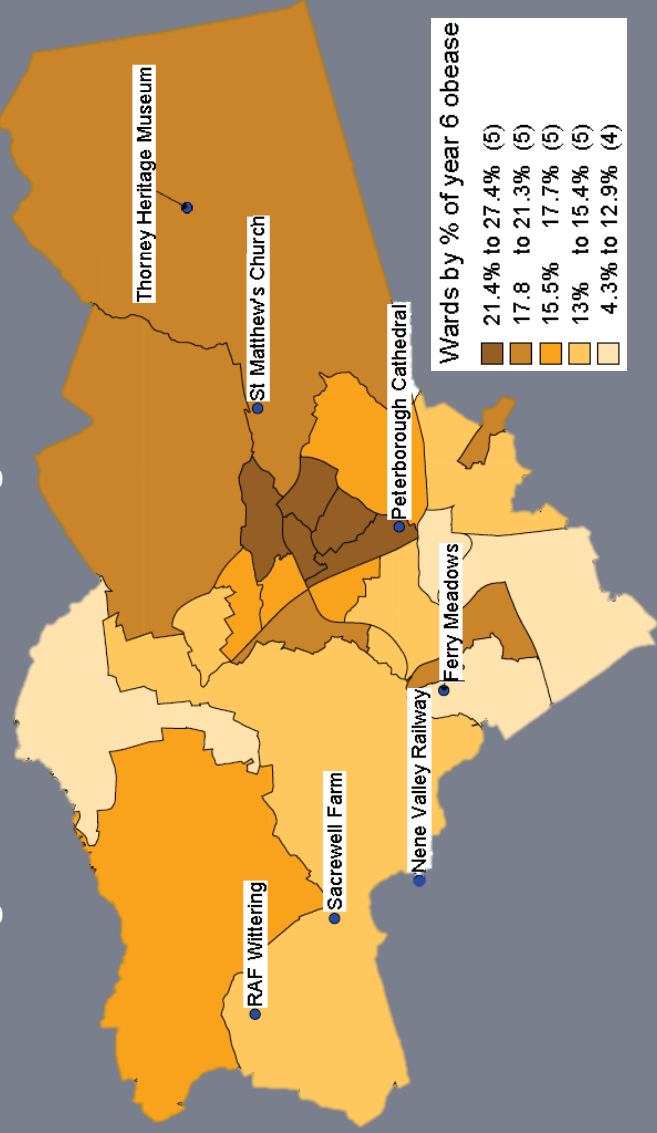 Thorney Heritage Museum
St Matthew's Church
Peterborough Cathedral
Ferry Meadows
Nene Valley Railway
Sacrewell Farm
RAF Wittering
Wards by % of year 6 obease
21.4% to 27.4% (5)
17.8 to 21.3% (5)
15.5% 17.7% (5)
13% to 15.4% (5)
4.3% to 12.9% (4)